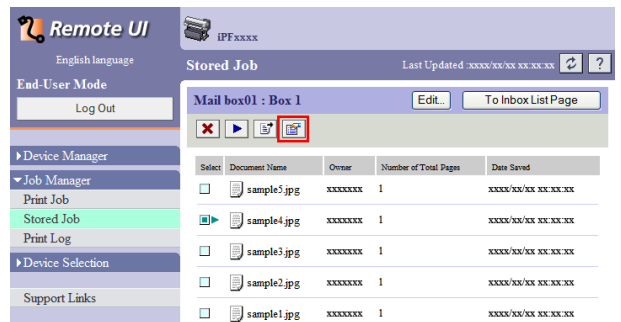 Remote UI
English language
End-User Mode
Log Out
Device Manager
Job Manager
Print Job
Stored Job
Print Log
Device Selection
Support Links
iPFxxxx
Stored Job Last Updated :xxxx/xx/xx xx:xx:xx ?
Mail box01 : Box 1 Edit... To Inbox List Page
Select Document Name Owner Number of Total Pages Date Saved
sample5.jpg xxxxxxx 1 xxxx/xx/xx xx:xx:xx
sample4.jpg xxxxxxx 1 xxxx/xx/xx xx:xx:xx
sample3.jpg xxxxxxx 1 xxxx/xx/xx xx:xx:xx
sample2.jpg xxxxxxx 1 xxxx/xx/xx xx:xx:xx
sample1.jpg xxxxxxx 1 xxxx/xx/xx xx:xx:xx